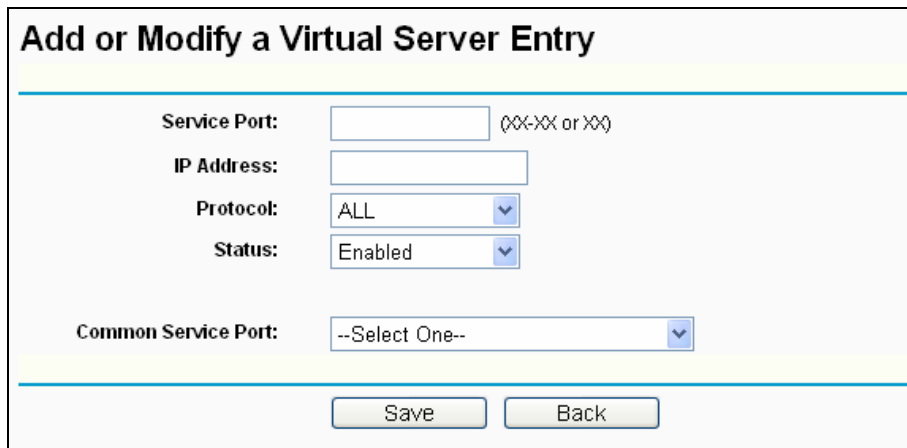 Add or Modify a Virtual Server Entry
Service Port: (XX-XX or XX)
IP Address:
Protocol: ALL
Status: Enabled
Common Service Port: --Select One--
Save Back